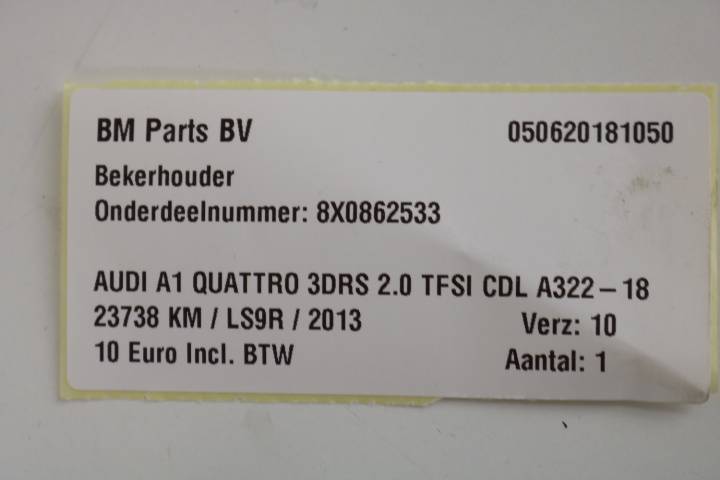 BM Parts BV 050620181050
Bekerhouder
Onderdeelnummer: 8X0862533
AUDI A1 QUATTRO 3DRS 2.0 TFSI CDL A322-18
23738 KM / LS9R / 2013 Verz: 10
10 Euro Incl. BTW Aantal: 1